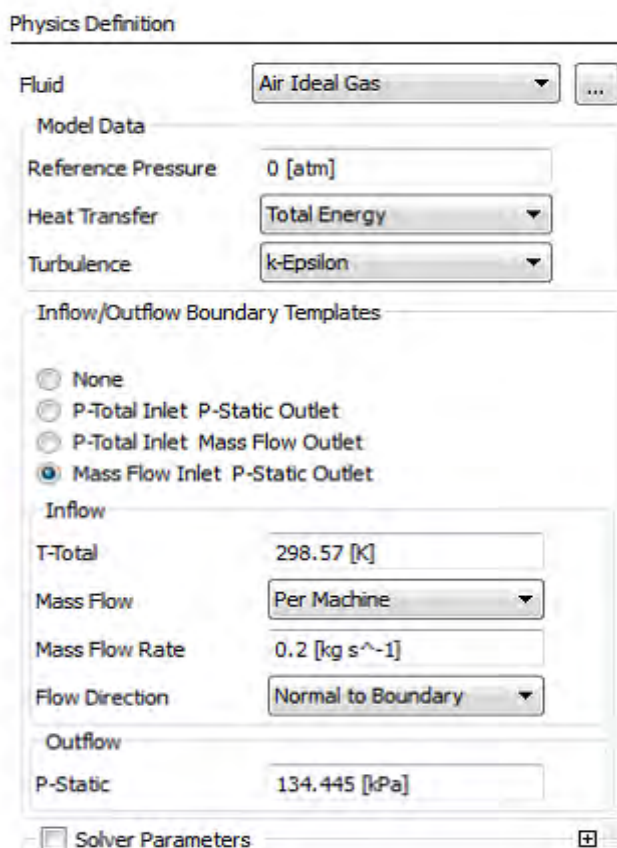 Physics Definition
Fluid Air Ideal Gas ...
Model Data
Reference Pressure 0 [atm]
Heat Transfer Total Energy
Turbulence k-Epsilon
Inflow/Outflow Boundary Templates
None
P-Total Inlet P-Static Outlet
P-Total Inlet Mass Flow Outlet
Mass Flow Inlet P-Static Outlet
Inflow
T-Total 298.57 [K]
Mass Flow Per Machine
Mass Flow Rate 0.2 [kg s^-1]
Flow Direction Normal to Boundary
Outflow
P-Static 134.445 [kPa]
Solver Parameters